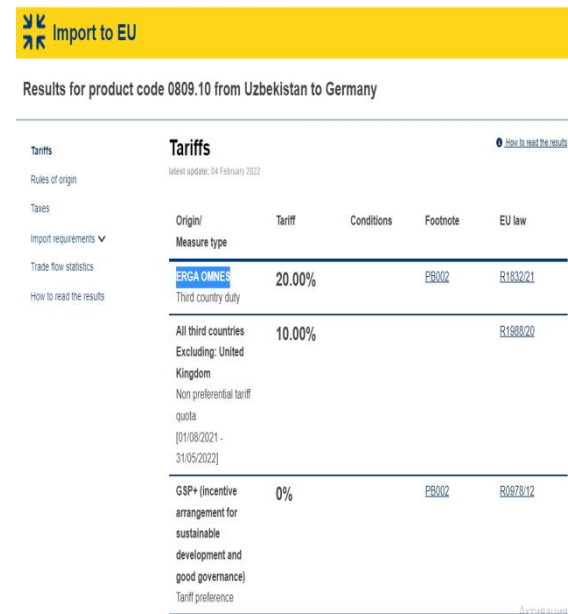 Import to EU
Results for product code 0809.10 from Uzbekistan to Germany
Tariffs
Rules of origin
Taxes
Import requirements
Trade flow statistics
How to read the results
Tariffs
How to read the results
latest update: 04 February 2022
Origin/
Measure type
Tariff
Conditions
Footnote
EU law
ERGA OMNES
Third country duty
20.00%
PB002
R1832/21
All third countries
Excluding: United
Kingdom
Non preferential tariff
quota
[01/08/2021 -
31/05/2022]
10.00%
R1988/20
GSP+ (incentive
arrangement for
sustainable
development and
good governance)
Tariff preference
0%
PB002
R0978/12
Активация